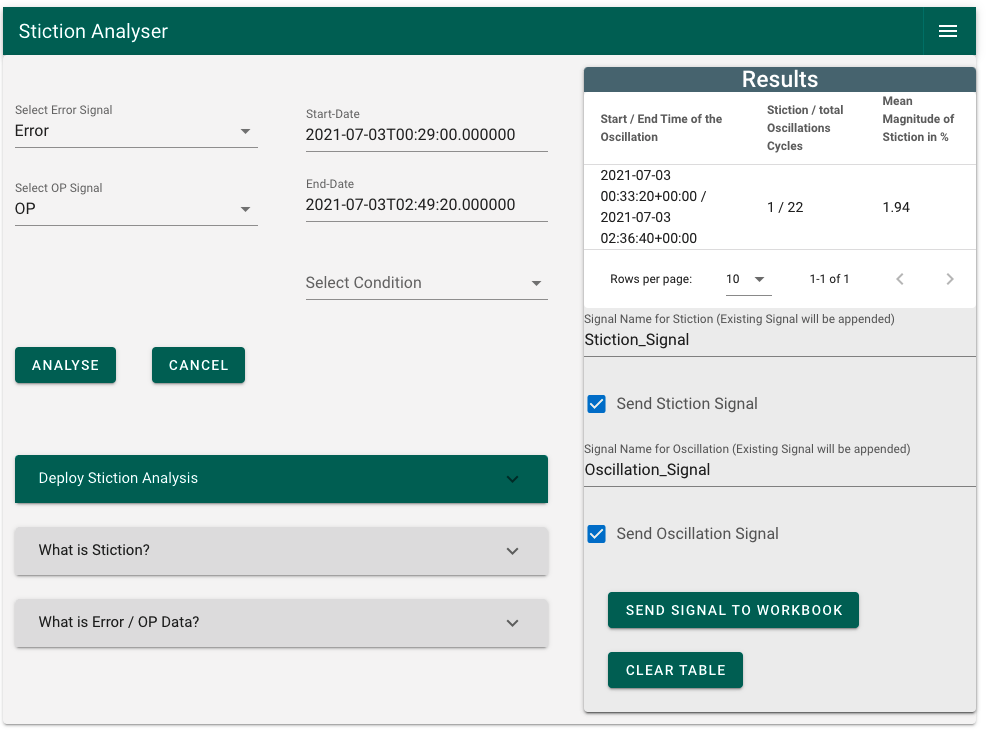 Stiction Analyser
Select Error Signal
Error
Select OP Signal
OP
Start-Date
2021-07-03T00:29:00.000000
End-Date
2021-07-03T02:49:20.000000
Select Condition
ANALYSE
CANCEL
Deploy Stiction Analysis
What is Stiction?
What is Error / OP Data?
Results
Start / End Time of the
Oscillation
Stiction / total
Oscillations
Cycles
Mean
Magnitude of
Stiction in %
2021-07-03
00:33:20+00:00 /
2021-07-03
02:36:40+00:00
1 / 22
1.94
Rows per page:
10
1-1 of 1
Signal Name for Stiction (Existing Signal will be appended)
Stiction_Signal
Send Stiction Signal
Signal Name for Oscillation (Existing Signal will be appended)
Oscillation_Signal
Send Oscillation Signal
SEND SIGNAL TO WORKBOOK
CLEAR TABLE